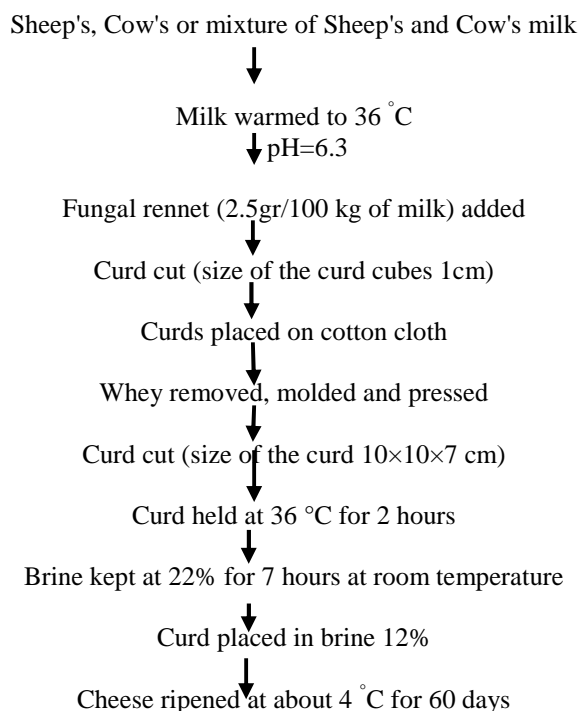 Sheep's, Cow's or mixture of Sheep's and Cow's milk
Milk warmed to 36 °C
pH=6.3
Fungal rennet (2.5gr/100 kg of milk) added
Curd cut (size of the curd cubes 1cm)
Curds placed on cotton cloth
Whey removed, molded and pressed
Curd cut (size of the curd 10×10×7 cm)
Curd held at 36 °C for 2 hours
Brine kept at 22% for 7 hours at room temperature
Curd placed in brine 12%
Cheese ripened at about 4 °C for 60 days